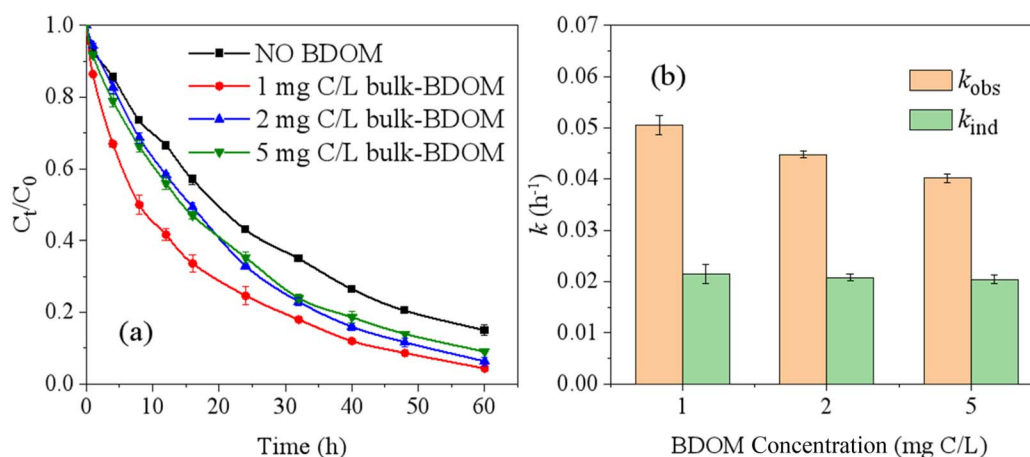 NO BDOM
1 mg C/L bulk-BDOM
2 mg C/L bulk-BDOM
5 mg C/L bulk-BDOM
(a)
Cₜ/C₀
1.0
0.8
0.6
0.4
0.2
0.0
0 10 20 30 40 50 60
Time (h)
(b)
k_obs
k_ind
k (h⁻¹)
0.07
0.06
0.05
0.04
0.03
0.02
0.01
0.00
1 2 5
BDOM Concentration (mg C/L)